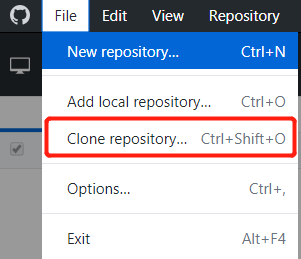 File Edit View Repository
New repository... Ctrl+N
Add local repository... Ctrl+O
Clone repository... Ctrl+Shift+O
Options... Ctrl+,
Exit Alt+F4